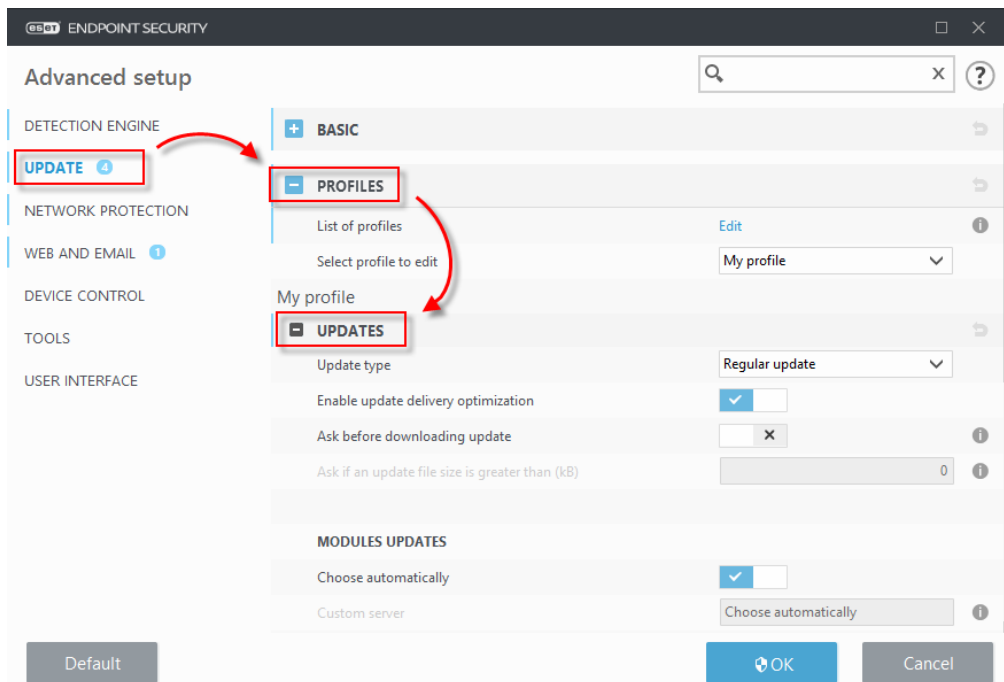 eset ENDPOINT SECURITY
Advanced setup
x
?
DETECTION ENGINE
UPDATE 4
NETWORK PROTECTION
WEB AND EMAIL 1
DEVICE CONTROL
TOOLS
USER INTERFACE
BASIC
PROFILES
List of profiles Edit
Select profile to edit My profile
My profile
UPDATES
Update type Regular update
Enable update delivery optimization
Ask before downloading update
Ask if an update file size is greater than (kB) 0
MODULES UPDATES
Choose automatically
Custom server Choose automatically
Default OK Cancel